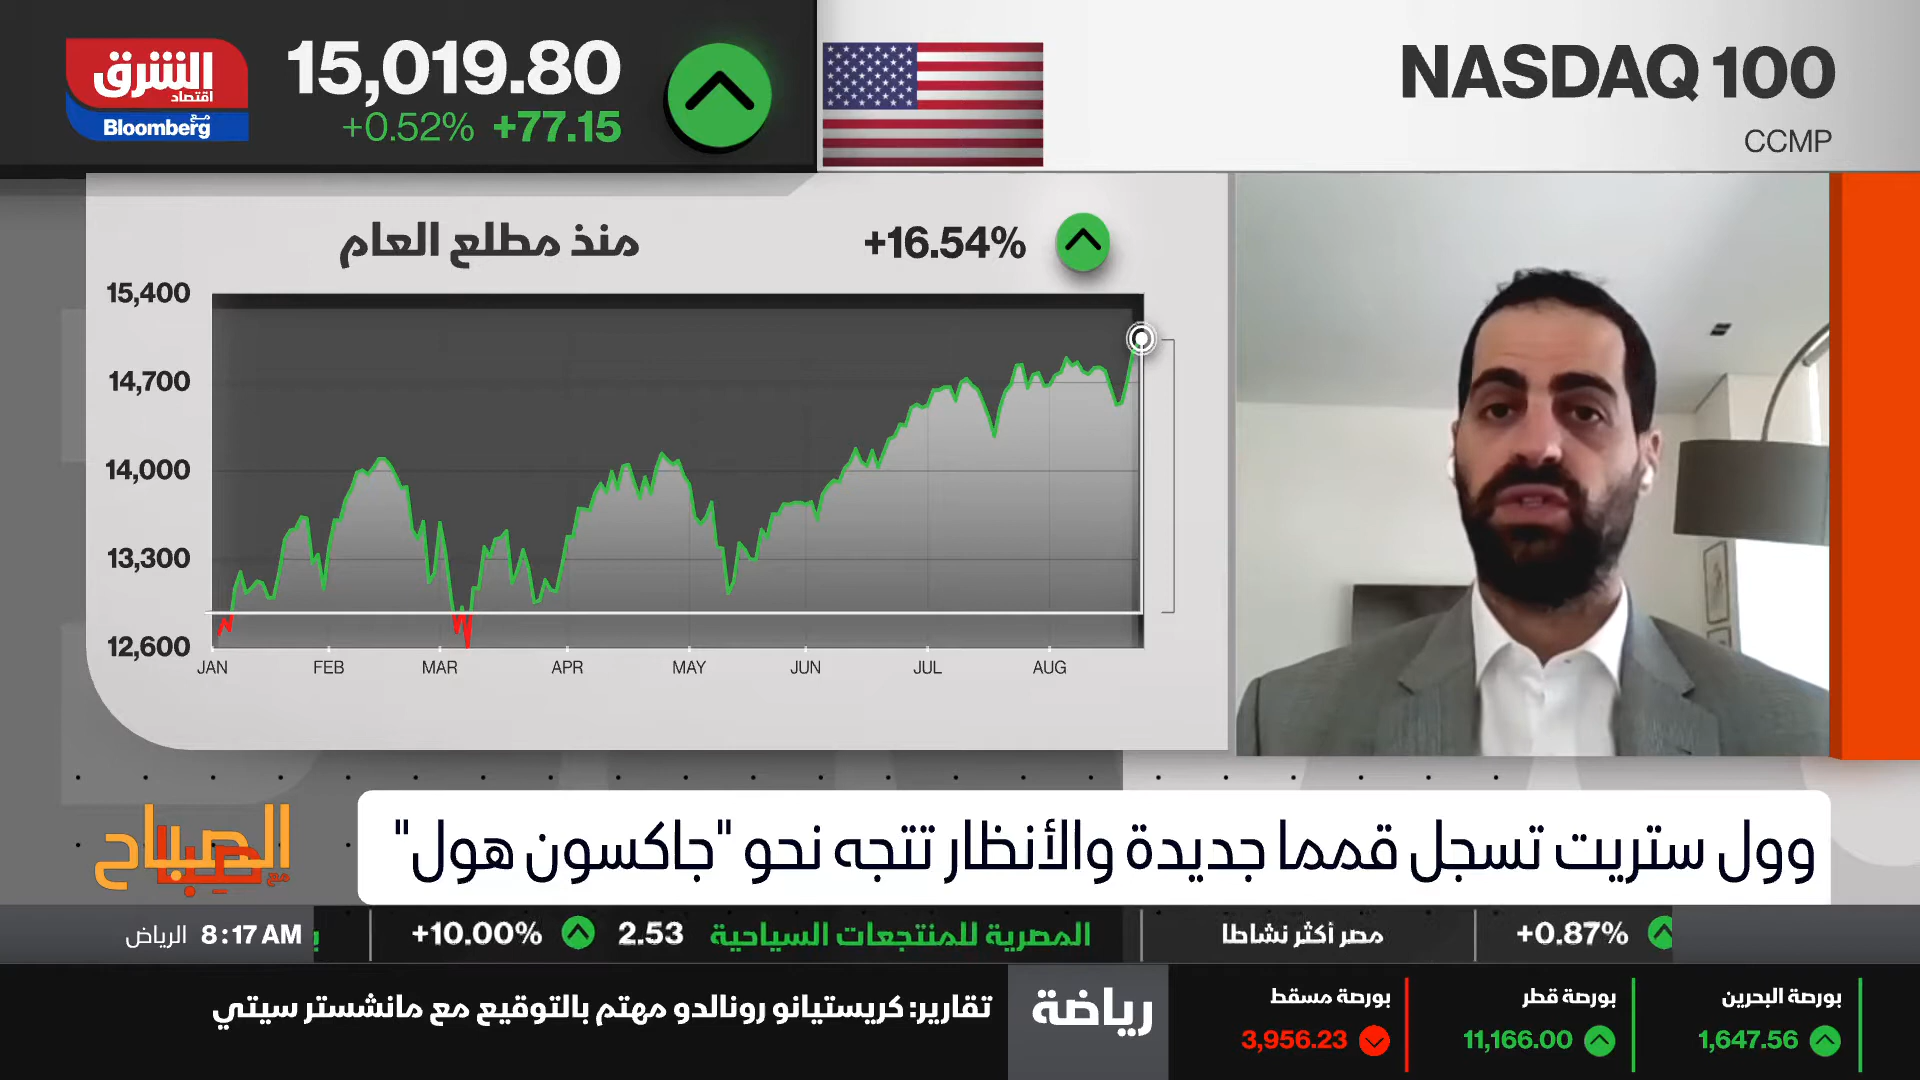 الشرق
اقتصاد
مع
Bloomberg
15,019.80
+0.52% +77.15
NASDAQ 100
CCMP
منذ مطلع العام
+16.54%
15,400
14,700
14,000
13,300
12,600
JAN FEB MAR APR MAY JUN JUL AUG
الصباح
مع صبا
وول ستريت تسجل قمما جديدة والأنظار تتجه نحو "جاكسون هول"
+0.87%
مصر أكثر نشاطا
المصرية للمنتجعات السياحية 2.53 +10.00%
8:17 AM الرياض
بورصة البحرين
1,647.56
بورصة قطر
11,166.00
بورصة مسقط
3,956.23
رياضة
تقارير: كريستيانو رونالدو مهتم بالتوقيع مع مانشستر سيتي